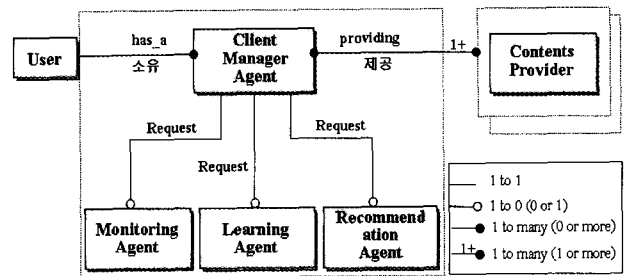 User
has_a
소유
Client
Manager
Agent
providing
제공
1+
Contents
Provider
Request
Request
Request
Monitoring
Agent
Learning
Agent
Recommend
ation Agent
1 to 1
1 to 0 (0 or 1)
1 to many (0 or more)
1+
1 to many (1 or more)